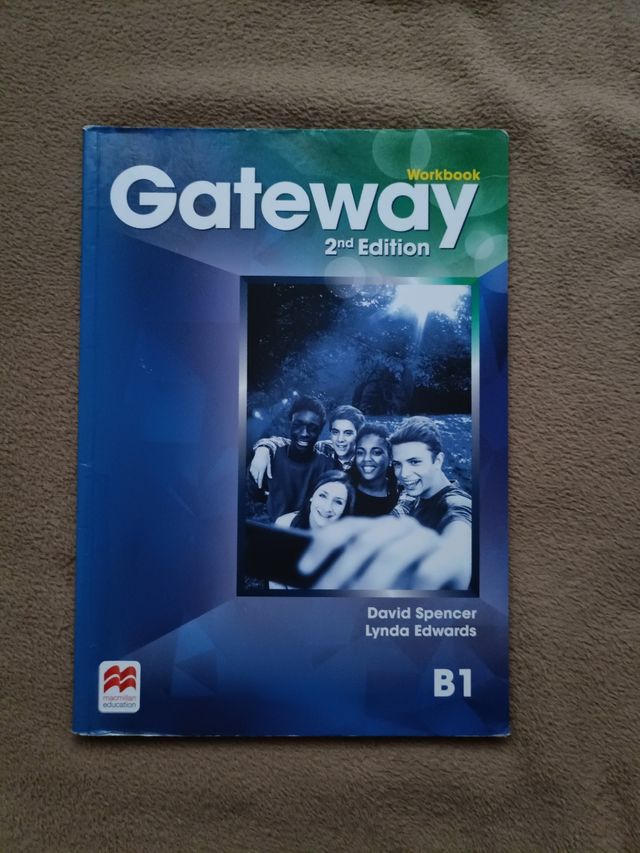 Workbook
Gateway
2nd Edition
David Spencer
Lynda Edwards
B1
macmillan
education